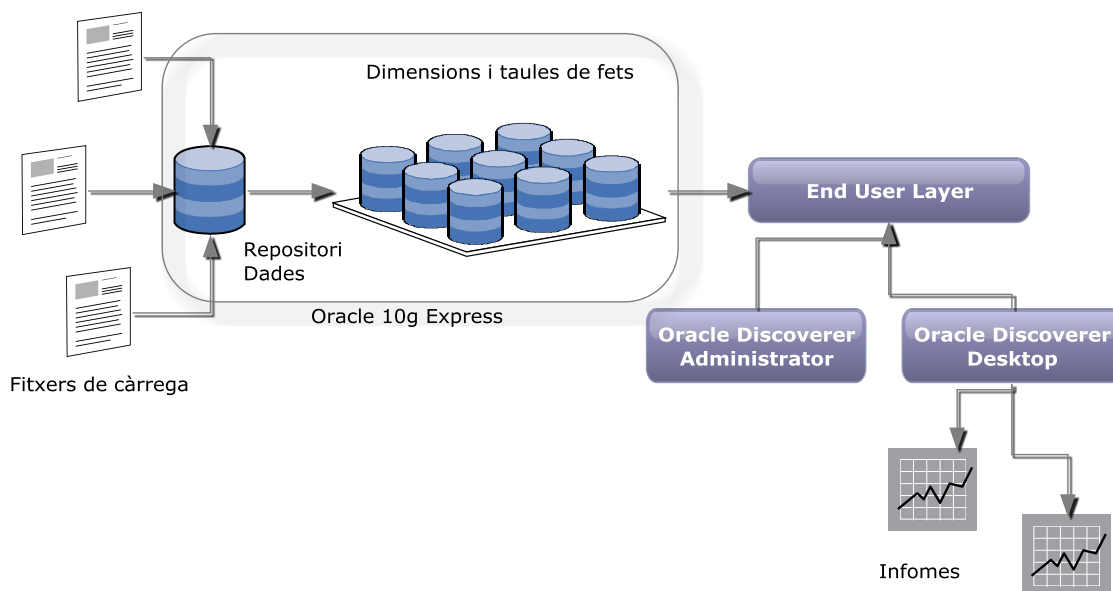 Dimensions i taules de fets
End User Layer
Repositori
Dades
Oracle 10g Express
Oracle Discoverer
Administrator
Oracle Discoverer
Desktop
Fitxers de càrrega
Infomes